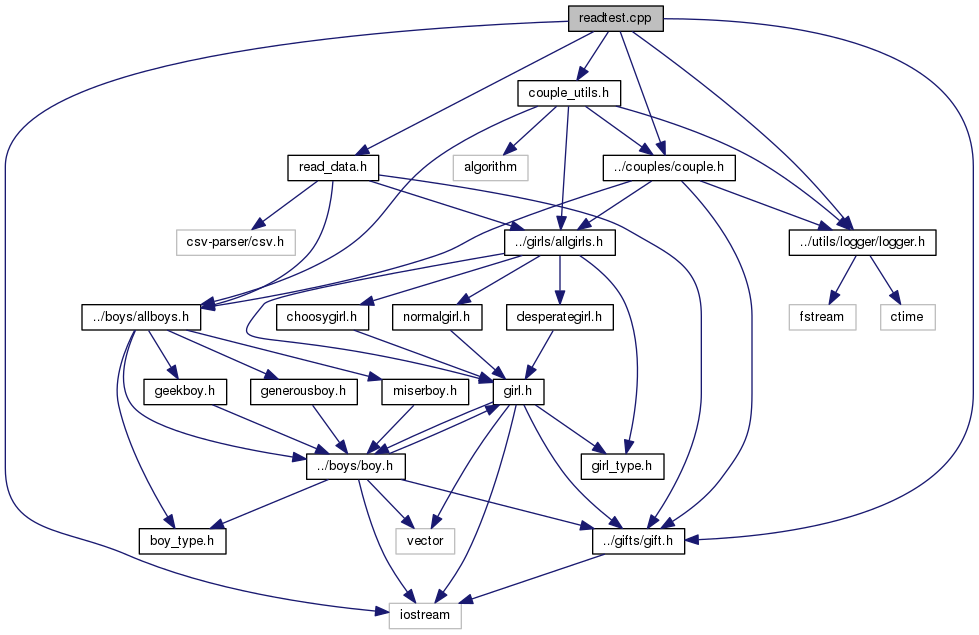 readtest.cpp
couple_utils.h
read_data.h
algorithm
../couples/couple.h
csv-parser/csv.h
../girls/allgirls.h
../utils/logger/logger.h
../boys/allboys.h
choosygirl.h
normalgirl.h
desperategirl.h
fstream
ctime
geekboy.h
generousboy.h
miserboy.h
girl.h
../boys/boy.h
girl_type.h
boy_type.h
vector
../gifts/gift.h
iostream